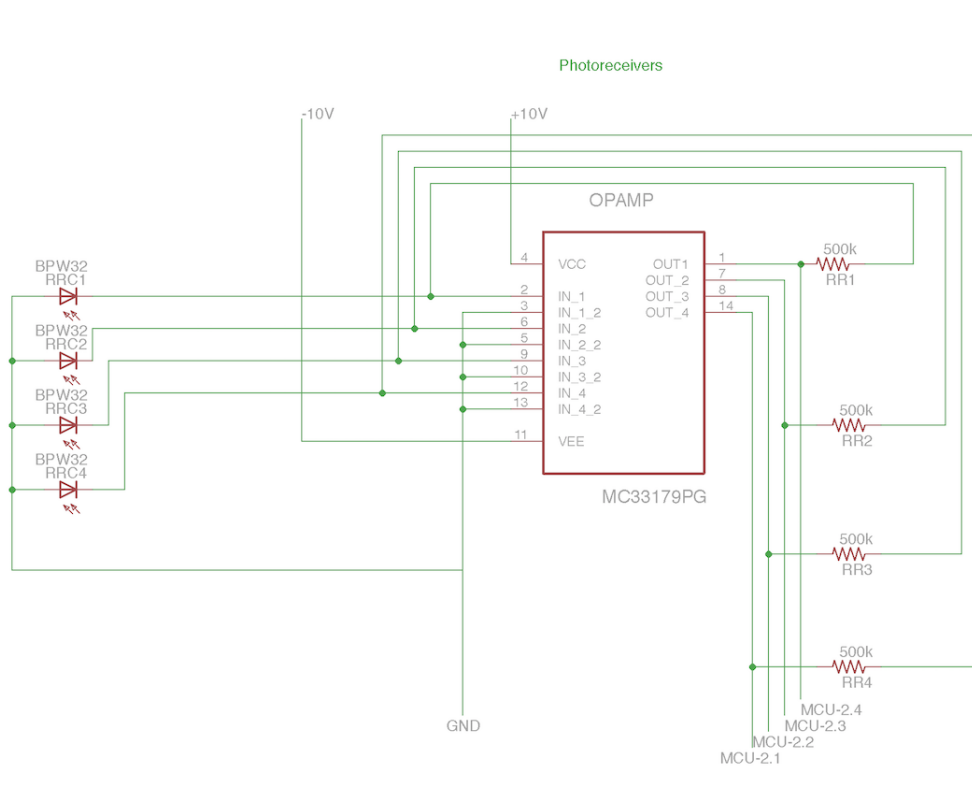 Photoreceivers
-10V
+10V
OPAMP
BPW32
RRC1
BPW32
RRC2
BPW32
RRC3
BPW32
RRC4
4 VCC
2 IN_1
3 IN_1_2
6 IN_2
5 IN_2_2
9 IN_3
10 IN_3_2
12 IN_4
13 IN_4_2
11 VEE
OUT1 1
OUT_2 7
OUT_3 8
OUT_4 14
MC33179PG
500k
RR1
500k
RR2
500k
RR3
500k
RR4
GND
MCU-2.4
MCU-2.3
MCU-2.2
MCU-2.1